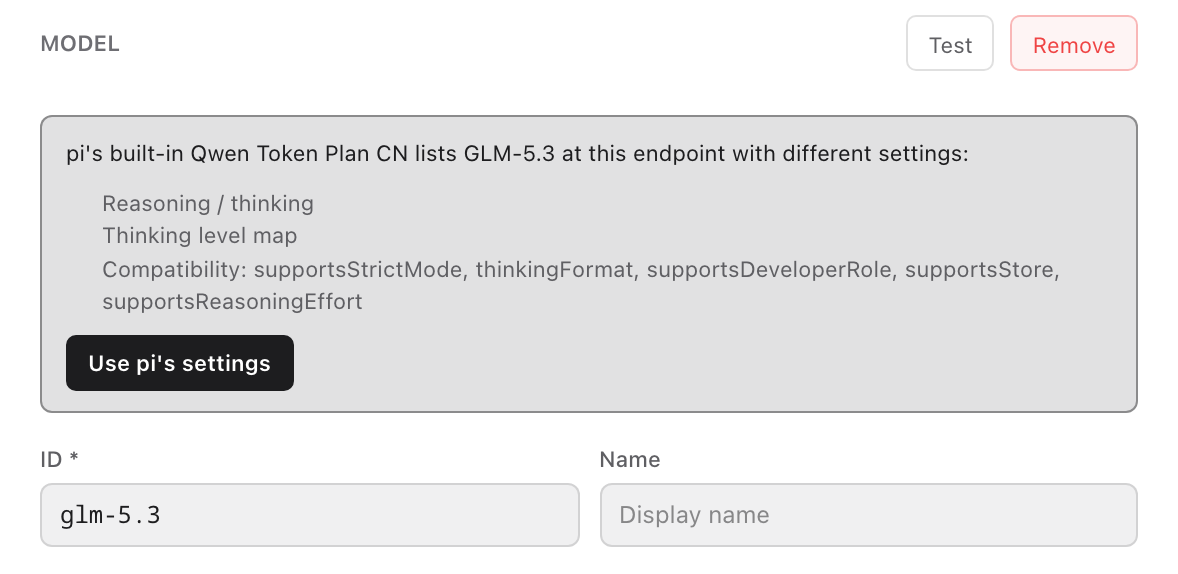 MODEL
Test
Remove
pi's built-in Qwen Token Plan CN lists GLM-5.3 at this endpoint with different settings:
Reasoning / thinking
Thinking level map
Compatibility: supportsStrictMode, thinkingFormat, supportsDeveloperRole, supportsStore,
supportsReasoningEffort
Use pi's settings
ID *
Name
glm-5.3
Display name